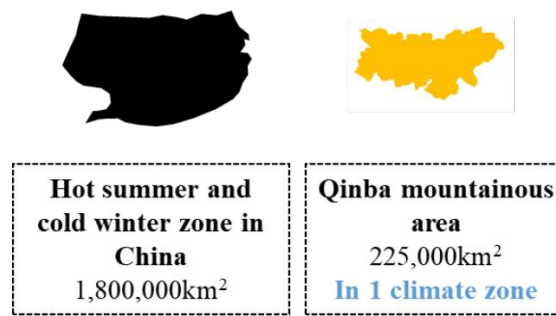 Hot summer and
cold winter zone in
China
1,800,000km²
Qinba mountainous
area
225,000km²
In 1 climate zone